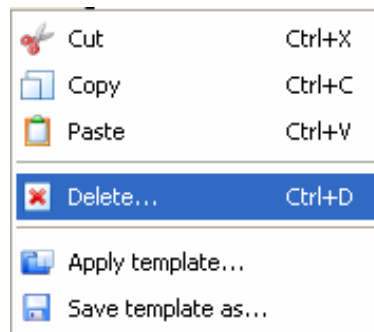 Cut Ctrl+X
Copy Ctrl+C
Paste Ctrl+V
Delete... Ctrl+D
Apply template...
Save template as...